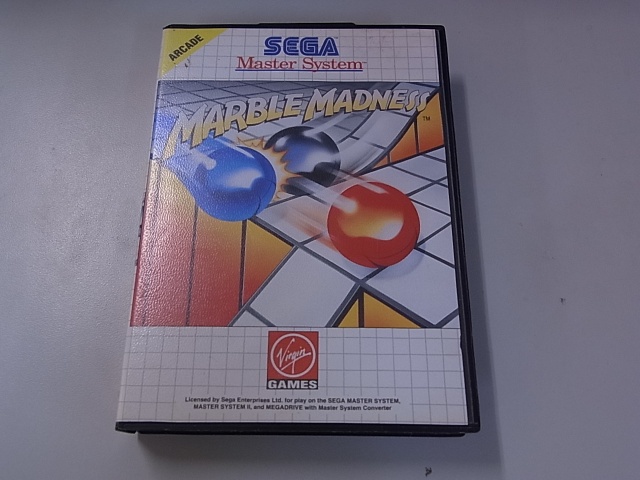 ARCADE
SEGA
Master System™
MARBLE MADNESS
™
Virgin
GAMES
Licensed by Sega Enterprises Ltd. for play on the SEGA MASTER SYSTEM,
MASTER SYSTEM II, and MEGADRIVE with Master System Converter